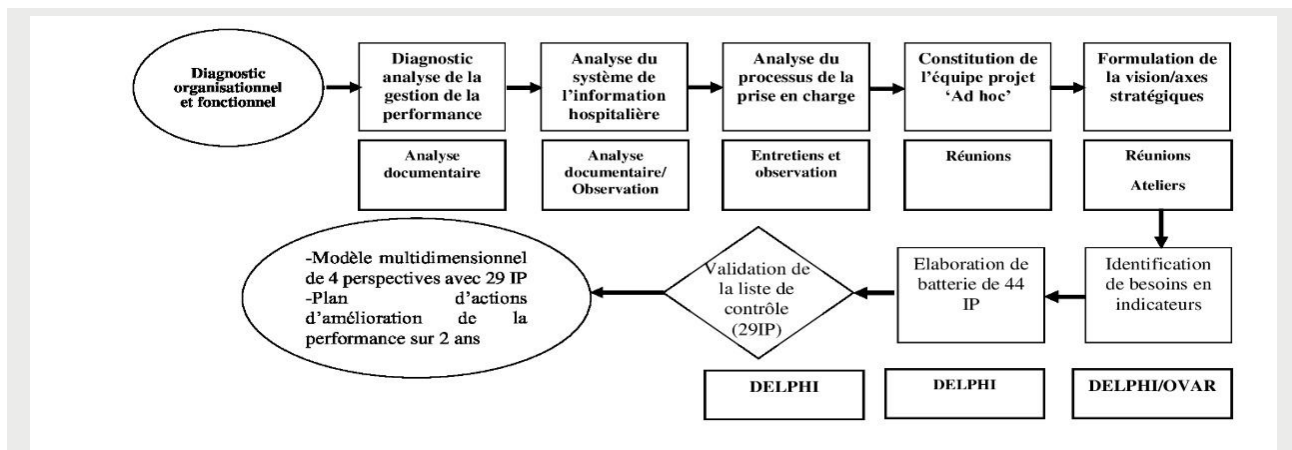 Diagnostic
organisationnel
et fonctionnel
Diagnostic
analyse de la
gestion de la
performance
Analyse du
système de
l'information
hospitalière
Analyse du
processus de la
prise en charge
Constitution de
l'équipe projet
‘Ad hoc’
Formulation de
la vision/axes
stratégiques
Analyse
documentaire
Analyse
documentaire/
Observation
Entretiens et
observation
Réunions
Réunions
Ateliers
Identification
de besoins en
indicateurs
Elaboration de
batterie de 44
IP
Validation de
la liste de
contrôle
(29IP)
-Modèle multidimensionnel
de 4 perspectives avec 29 IP
-Plan d'actions
d'amélioration de la
performance sur 2 ans
DELPHI
DELPHI
DELPHI/OVAR